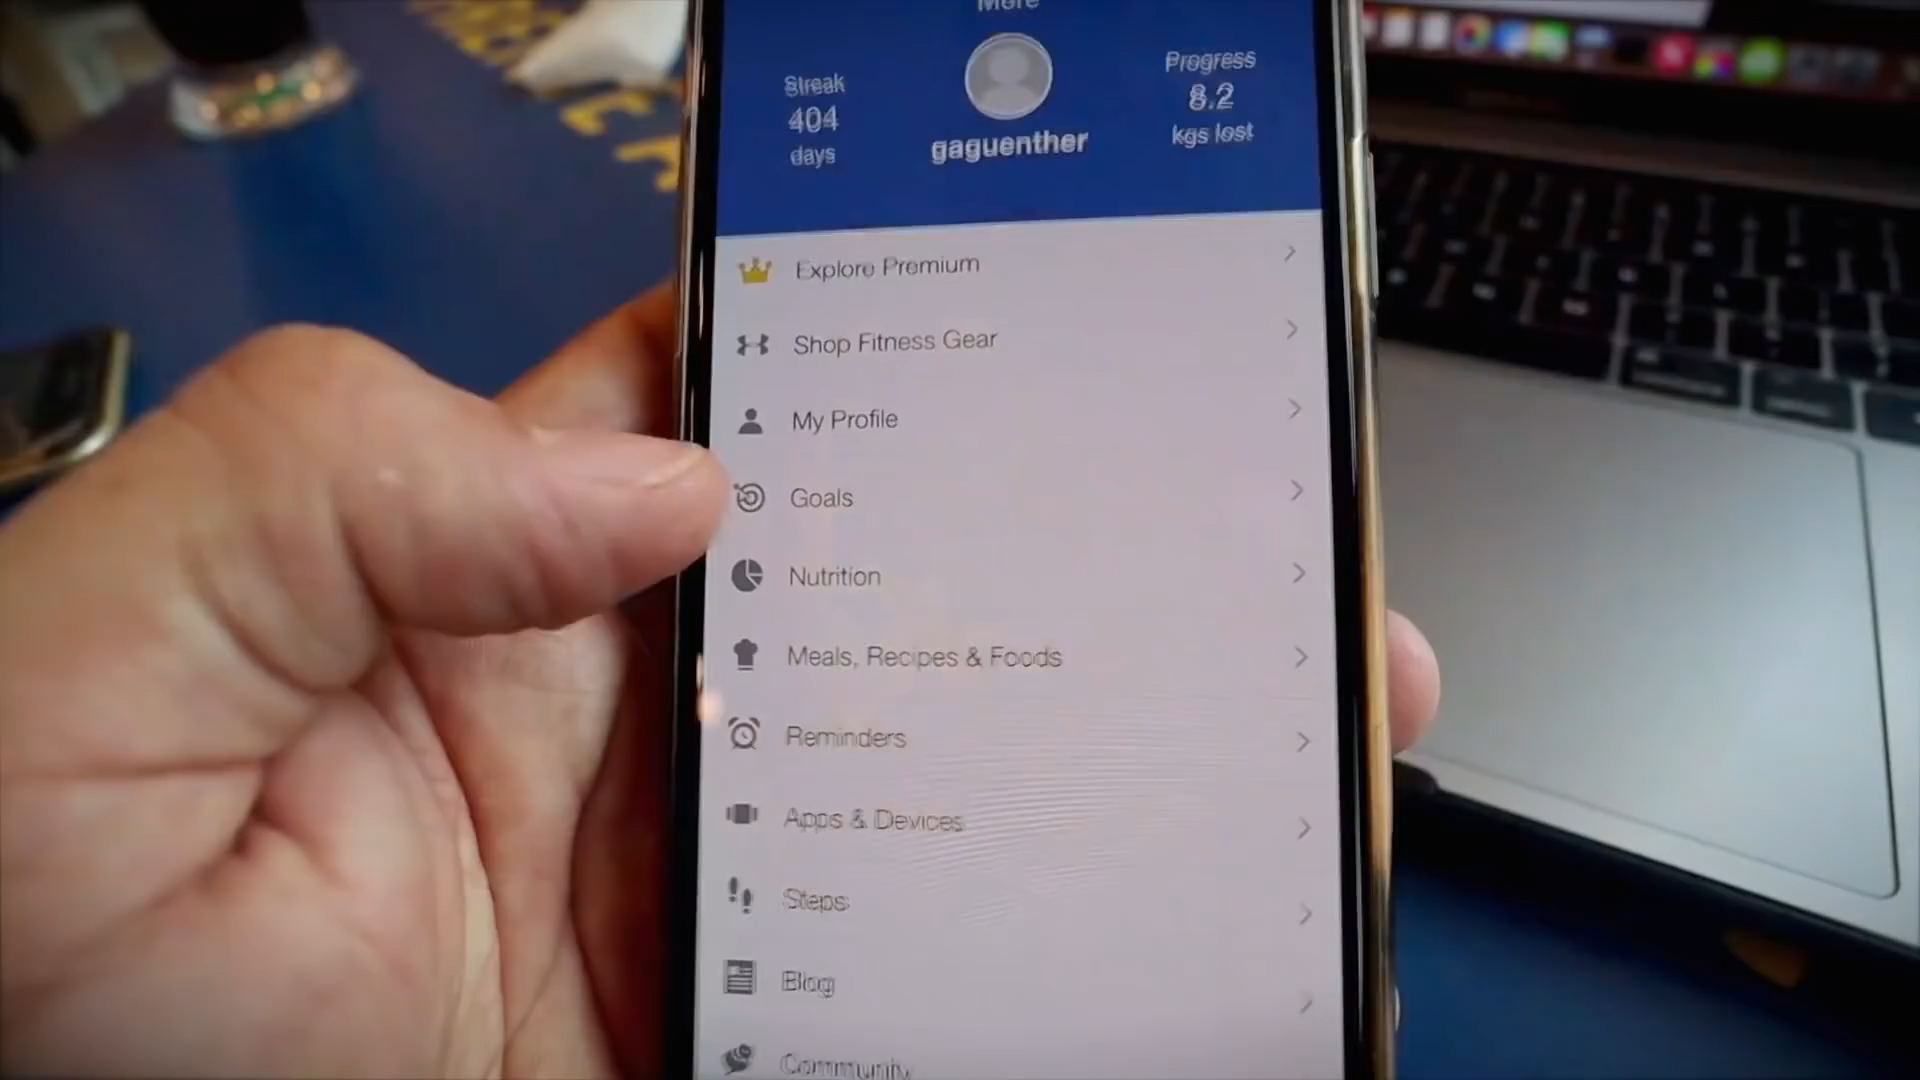 More
Streak
404
days
gaguenther
Progress
8.2
kgs lost
Explore Premium
Shop Fitness Gear
My Profile
Goals
Nutrition
Meals, Recipes & Foods
Reminders
Apps & Devices
Steps
Blog
Community